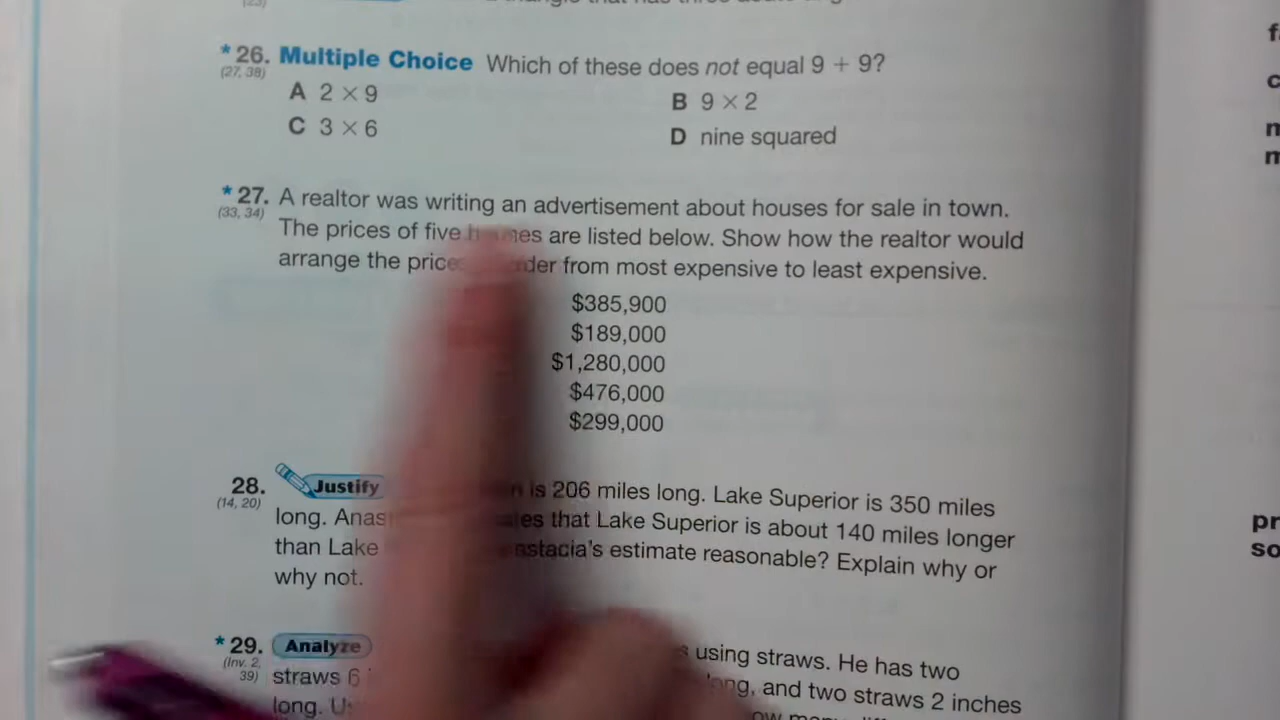 (23)
* 26. Multiple Choice Which of these does not equal 9 + 9?
(27, 38)
A 2 × 9 B 9 × 2
C 3 × 6 D nine squared
* 27. A realtor was writing an advertisement about houses for sale in town.
(33, 34)
The prices of five homes are listed below. Show how the realtor would
arrange the prices order from most expensive to least expensive.
$385,900
$189,000
$1,280,000
$476,000
$299,000
28. Justify is 206 miles long. Lake Superior is 350 miles
(14, 20)
long. that Lake Superior is about 140 miles longer
than Lake estimate reasonable? Explain why or
why not.
* 29. Analyze using straws. He has two
(Inv. 2, 39)
straws 6 long, and two straws 2 inches
long.